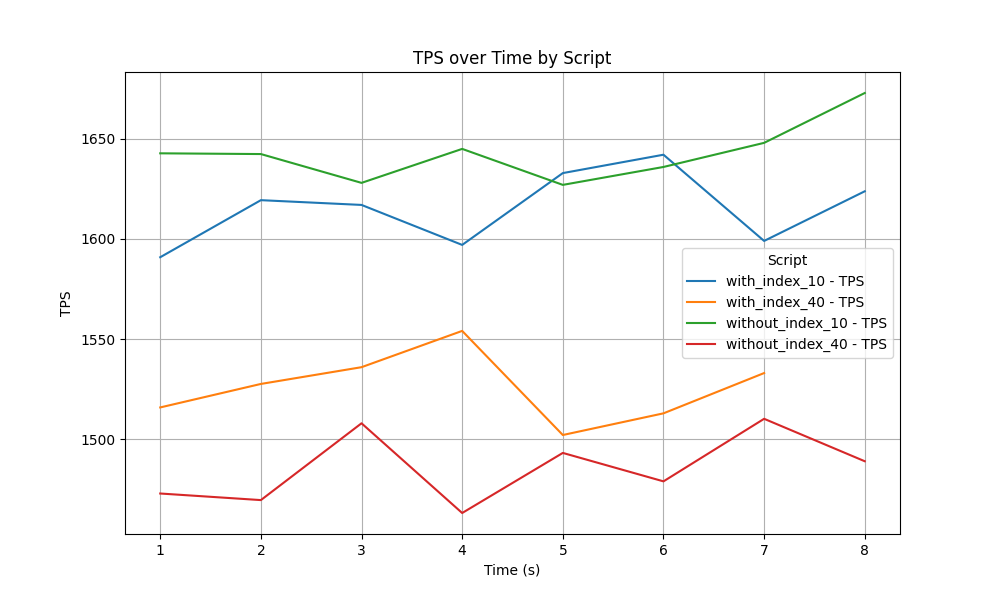 TPS over Time by Script
TPS
1650
1600
1550
1500
Script
with_index_10 - TPS
with_index_40 - TPS
without_index_10 - TPS
without_index_40 - TPS
1 2 3 4 5 6 7 8
Time (s)